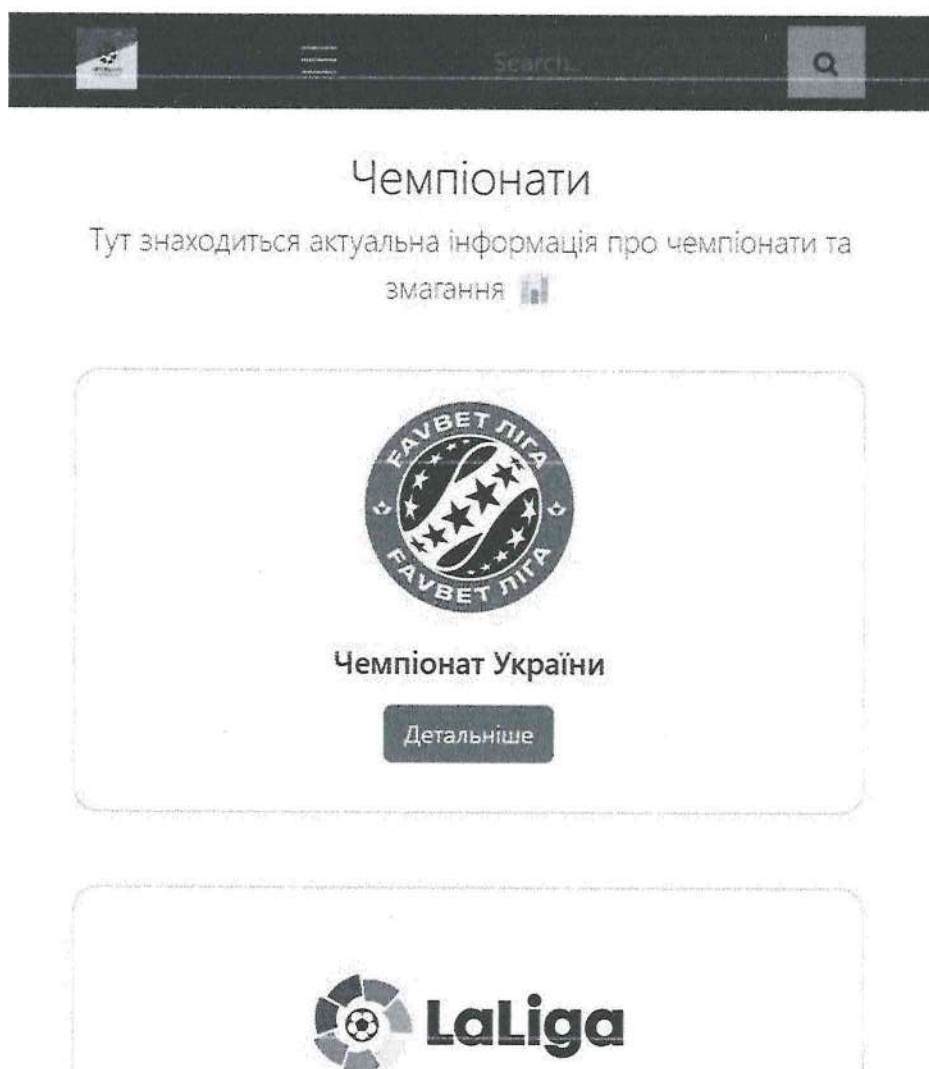 Search...
Чемпіонати
Тут знаходиться актуальна інформація про чемпіонати та
змагання
FAVBET ЛІГА
FAVBET ЛІГА
Чемпіонат України
Детальніше
LaLiga